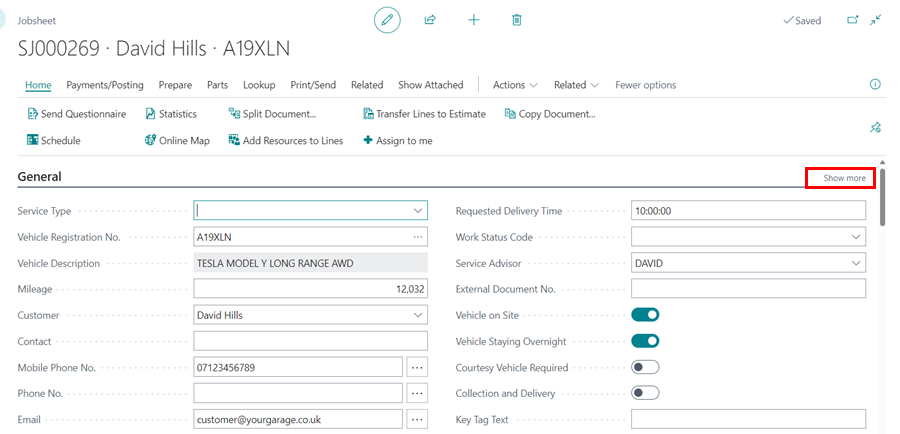 Jobsheet
Saved
SJ000269 · David Hills · A19XLN
Home Payments/Posting Prepare Parts Lookup Print/Send Related Show Attached Actions Related Fewer options
Send Questionnaire Statistics Split Document... Transfer Lines to Estimate Copy Document...
Schedule Online Map Add Resources to Lines Assign to me
General Show more
Service Type Requested Delivery Time 10:00:00
Vehicle Registration No. A19XLN Work Status Code
Vehicle Description TESLA MODEL Y LONG RANGE AWD Service Advisor DAVID
Mileage 12,032 External Document No.
Customer David Hills Vehicle on Site
Contact Vehicle Staying Overnight
Mobile Phone No. 07123456789 Courtesy Vehicle Required
Phone No. Collection and Delivery
Email customer@yourgarage.co.uk Key Tag Text